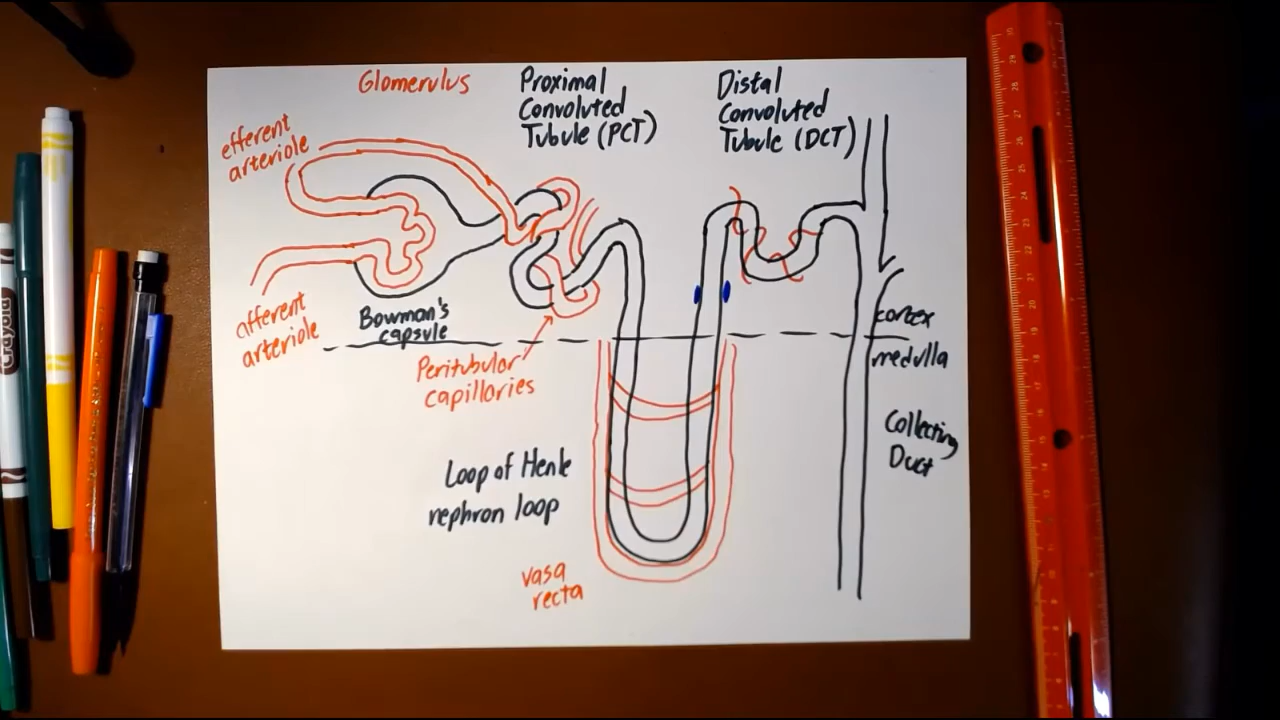 Glomerulus
Proximal
Convoluted
Tubule (PCT)
Distal
Convoluted
Tubule (DCT)
efferent
arteriole
afferent
arteriole
Bowman's
capsule
Peritubular
capillaries
cortex
medulla
Collecting
Duct
Loop of Henle
nephron loop
vasa
recta
Crayola